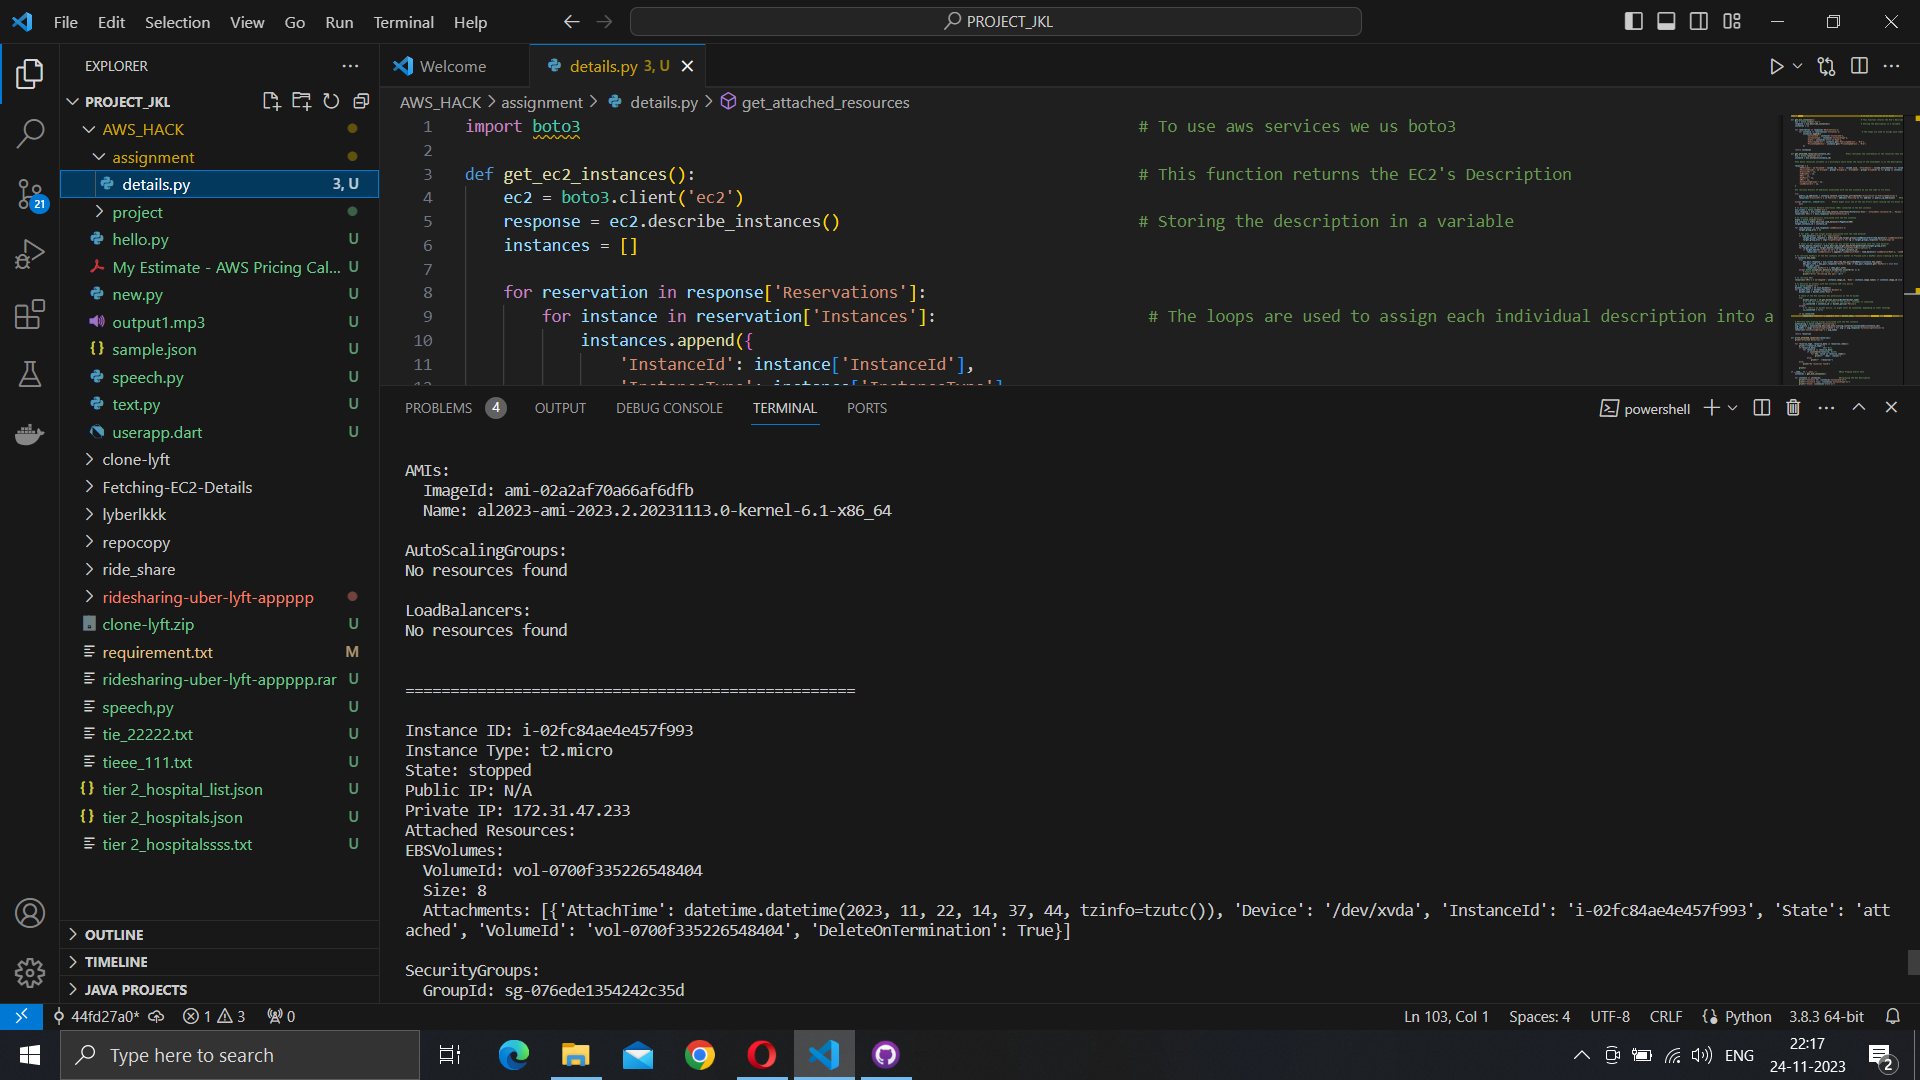 File Edit Selection View Go Run Terminal Help
PROJECT_JKL
EXPLORER
PROJECT_JKL
AWS_HACK
assignment
details.py 3, U
project
hello.py U
My Estimate - AWS Pricing Cal... U
new.py U
output1.mp3 U
sample.json U
speech.py U
text.py U
userapp.dart U
clone-lyft
Fetching-EC2-Details
lyberlkkk
repocopy
ride_share
ridesharing-uber-lyft-appppp
clone-lyft.zip U
requirement.txt M
ridesharing-uber-lyft-appppp.rar U
speech,py U
tie_22222.txt U
tieee_111.txt U
tier 2_hospital_list.json U
tier 2_hospitals.json U
tier 2_hospitalssss.txt U
OUTLINE
TIMELINE
JAVA PROJECTS
21
Welcome
details.py 3, U
AWS_HACK > assignment > details.py > get_attached_resources
1 import boto3 # To use aws services we us boto3
2
3 def get_ec2_instances(): # This function returns the EC2's Description
4 ec2 = boto3.client('ec2')
5 response = ec2.describe_instances() # Storing the description in a variable
6 instances = []
7
8 for reservation in response['Reservations']:
9 for instance in reservation['Instances']: # The loops are used to assign each individual description into a
10 instances.append({
11 'InstanceId': instance['InstanceId'],
12 'InstanceType': instance['InstanceType']
PROBLEMS 4 OUTPUT DEBUG CONSOLE TERMINAL PORTS
powershell
AMIs:
ImageId: ami-02a2af70a66af6dfb
Name: al2023-ami-2023.2.20231113.0-kernel-6.1-x86_64
AutoScalingGroups:
No resources found
LoadBalancers:
No resources found
==================================================
Instance ID: i-02fc84ae4e457f993
Instance Type: t2.micro
State: stopped
Public IP: N/A
Private IP: 172.31.47.233
Attached Resources:
EBSVolumes:
VolumeId: vol-0700f335226548404
Size: 8
Attachments: [{'AttachTime': datetime.datetime(2023, 11, 22, 14, 37, 44, tzinfo=tzutc()), 'Device': '/dev/xvda', 'InstanceId': 'i-02fc84ae4e457f993', 'State': 'att
ached', 'VolumeId': 'vol-0700f335226548404', 'DeleteOnTermination': True}]
SecurityGroups:
GroupId: sg-076ede1354242c35d
44fd27a0* 1 3 0
Ln 103, Col 1 Spaces: 4 UTF-8 CRLF Python 3.8.3 64-bit
Type here to search
ENG
22:17
24-11-2023
2